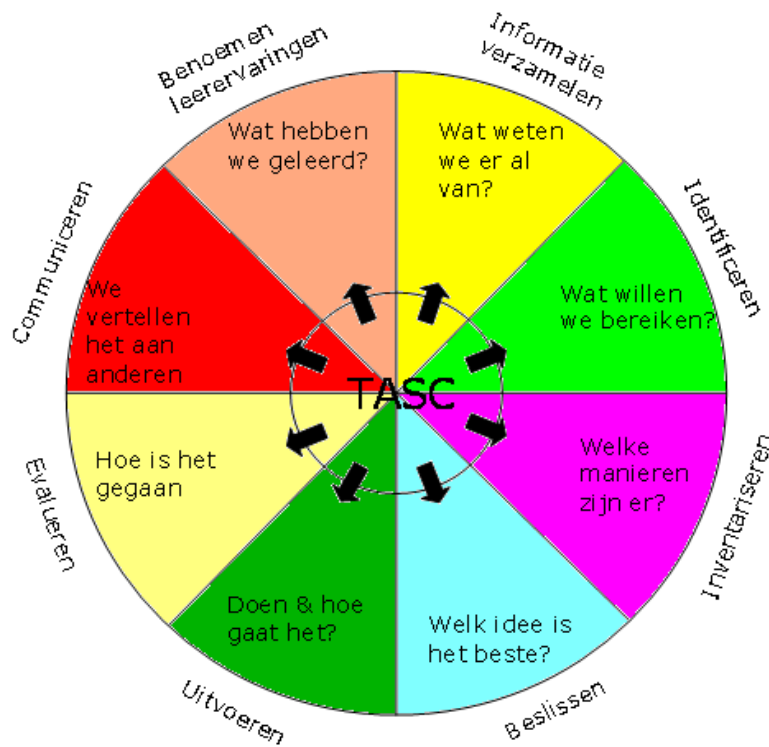 Informatie
verzamelen
Wat weten
we er al
van?
Identificeren
Wat willen
we bereiken?
Inventariseren
Welke
manieren
zijn er?
Beslissen
Welk idee is
het beste?
Uitvoeren
Doen & hoe
gaat het?
Evalueren
Hoe is het
gegaan
Communiceren
We
vertellen
het aan
anderen
Benoemen
leerervaringen
Wat hebben
we geleerd?
TASC